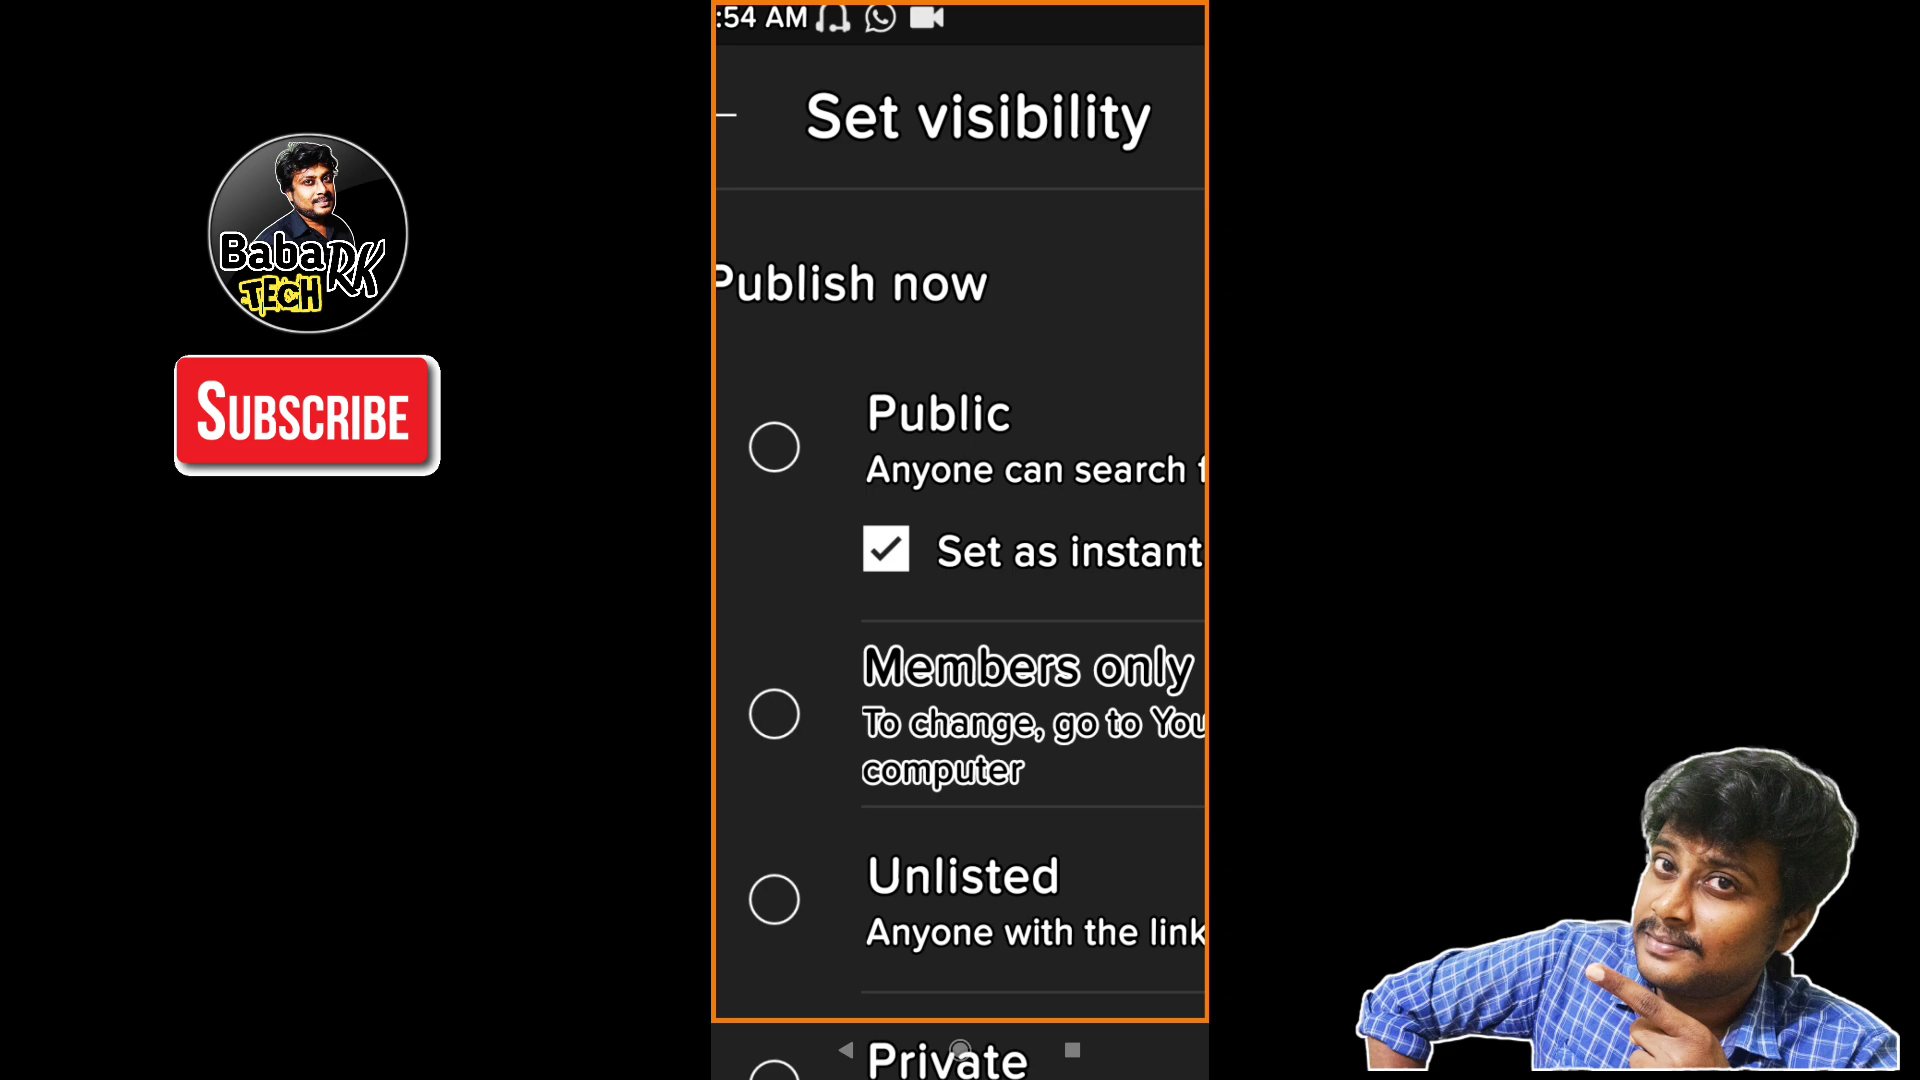 :54 AM
Set visibility
Publish now
Public
Anyone can search f
Set as instant
Members only
To change, go to You
computer
Unlisted
Anyone with the link
Private
Baba RK
TECH
SUBSCRIBE